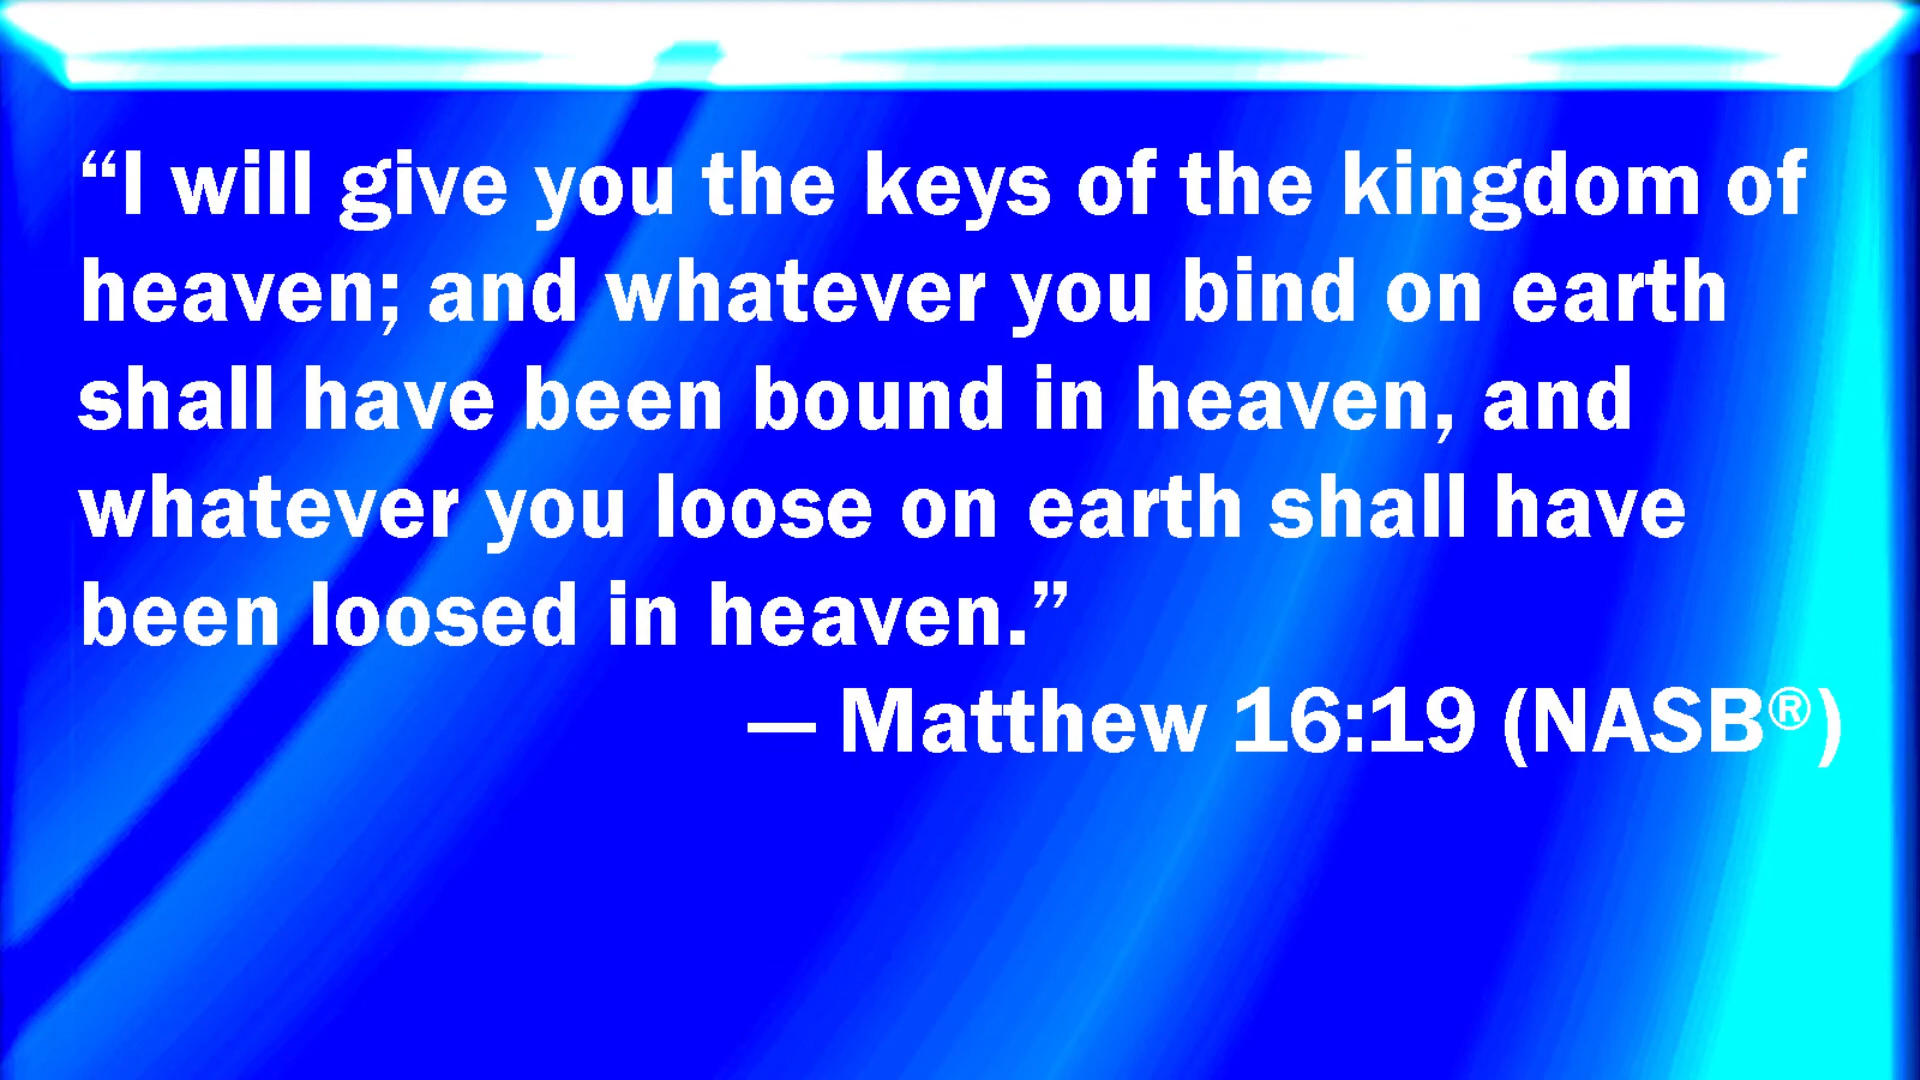 “I will give you the keys of the kingdom of
heaven; and whatever you bind on earth
shall have been bound in heaven, and
whatever you loose on earth shall have
been loosed in heaven.”
— Matthew 16:19 (NASB®)